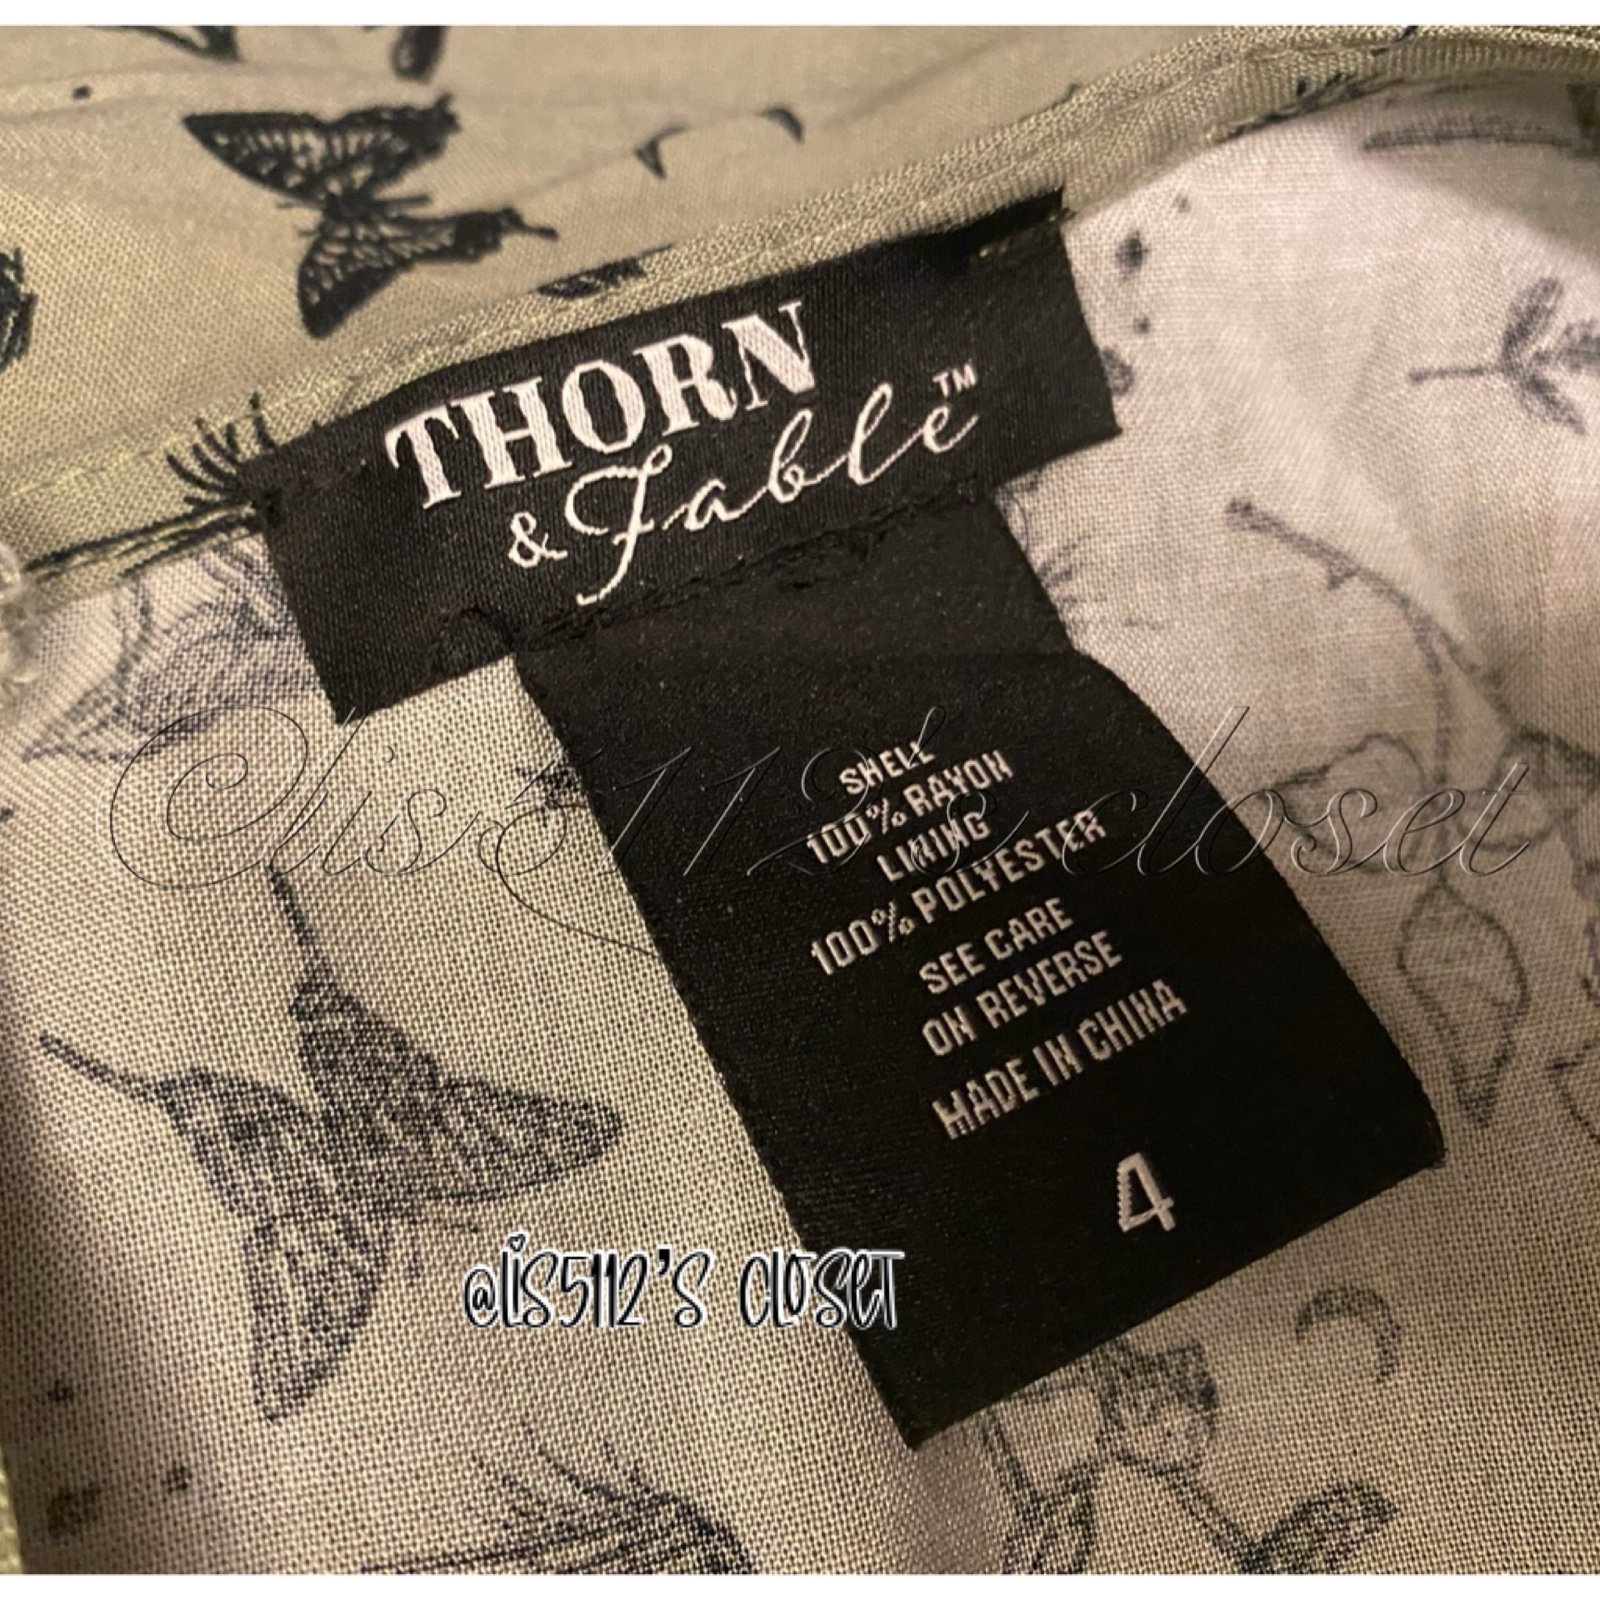 THORN
& Fable™
SHELL
100% RAYON
LINING
100% POLYESTER
SEE CARE
ON REVERSE
MADE IN CHINA
4
@lis5112's closet
@LIS5112'S CLOSET